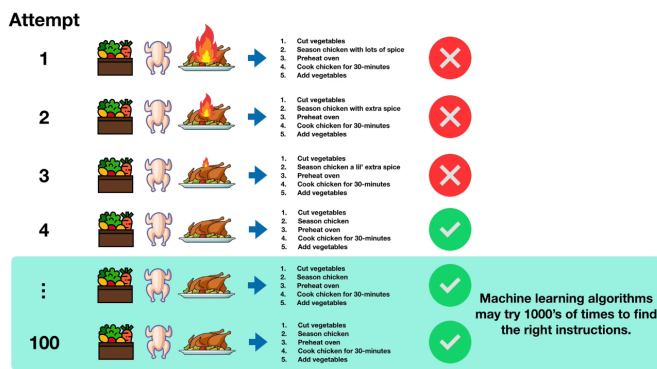 Attempt
1
1. Cut vegetables
2. Season chicken with lots of spice
3. Preheat oven
4. Cook chicken for 30-minutes
5. Add vegetables
2
1. Cut vegetables
2. Season chicken with extra spice
3. Preheat oven
4. Cook chicken for 30-minutes
5. Add vegetables
3
1. Cut vegetables
2. Season chicken a lil' extra spice
3. Preheat oven
4. Cook chicken for 30-minutes
5. Add vegetables
4
1. Cut vegetables
2. Season chicken
3. Preheat oven
4. Cook chicken for 30-minutes
5. Add vegetables
⋮
1. Cut vegetables
2. Season chicken
3. Preheat oven
4. Cook chicken for 30-minutes
5. Add vegetables
100
1. Cut vegetables
2. Season chicken
3. Preheat oven
4. Cook chicken for 30-minutes
5. Add vegetables
Machine learning algorithms
may try 1000's of times to find
the right instructions.